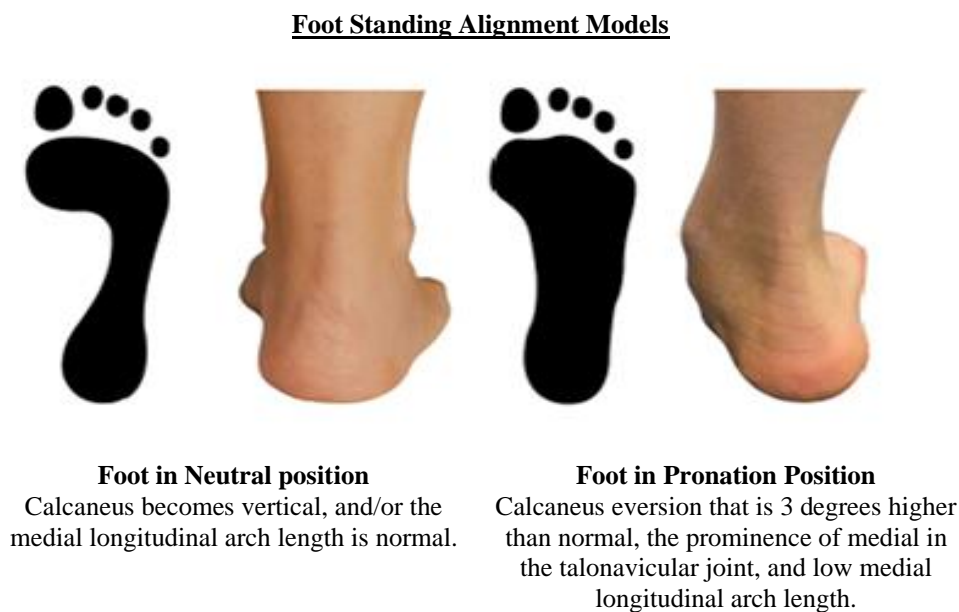 Foot Standing Alignment Models
Foot in Neutral position
Calcaneus becomes vertical, and/or the
medial longitudinal arch length is normal.
Foot in Pronation Position
Calcaneus eversion that is 3 degrees higher
than normal, the prominence of medial in
the talonavicular joint, and low medial
longitudinal arch length.